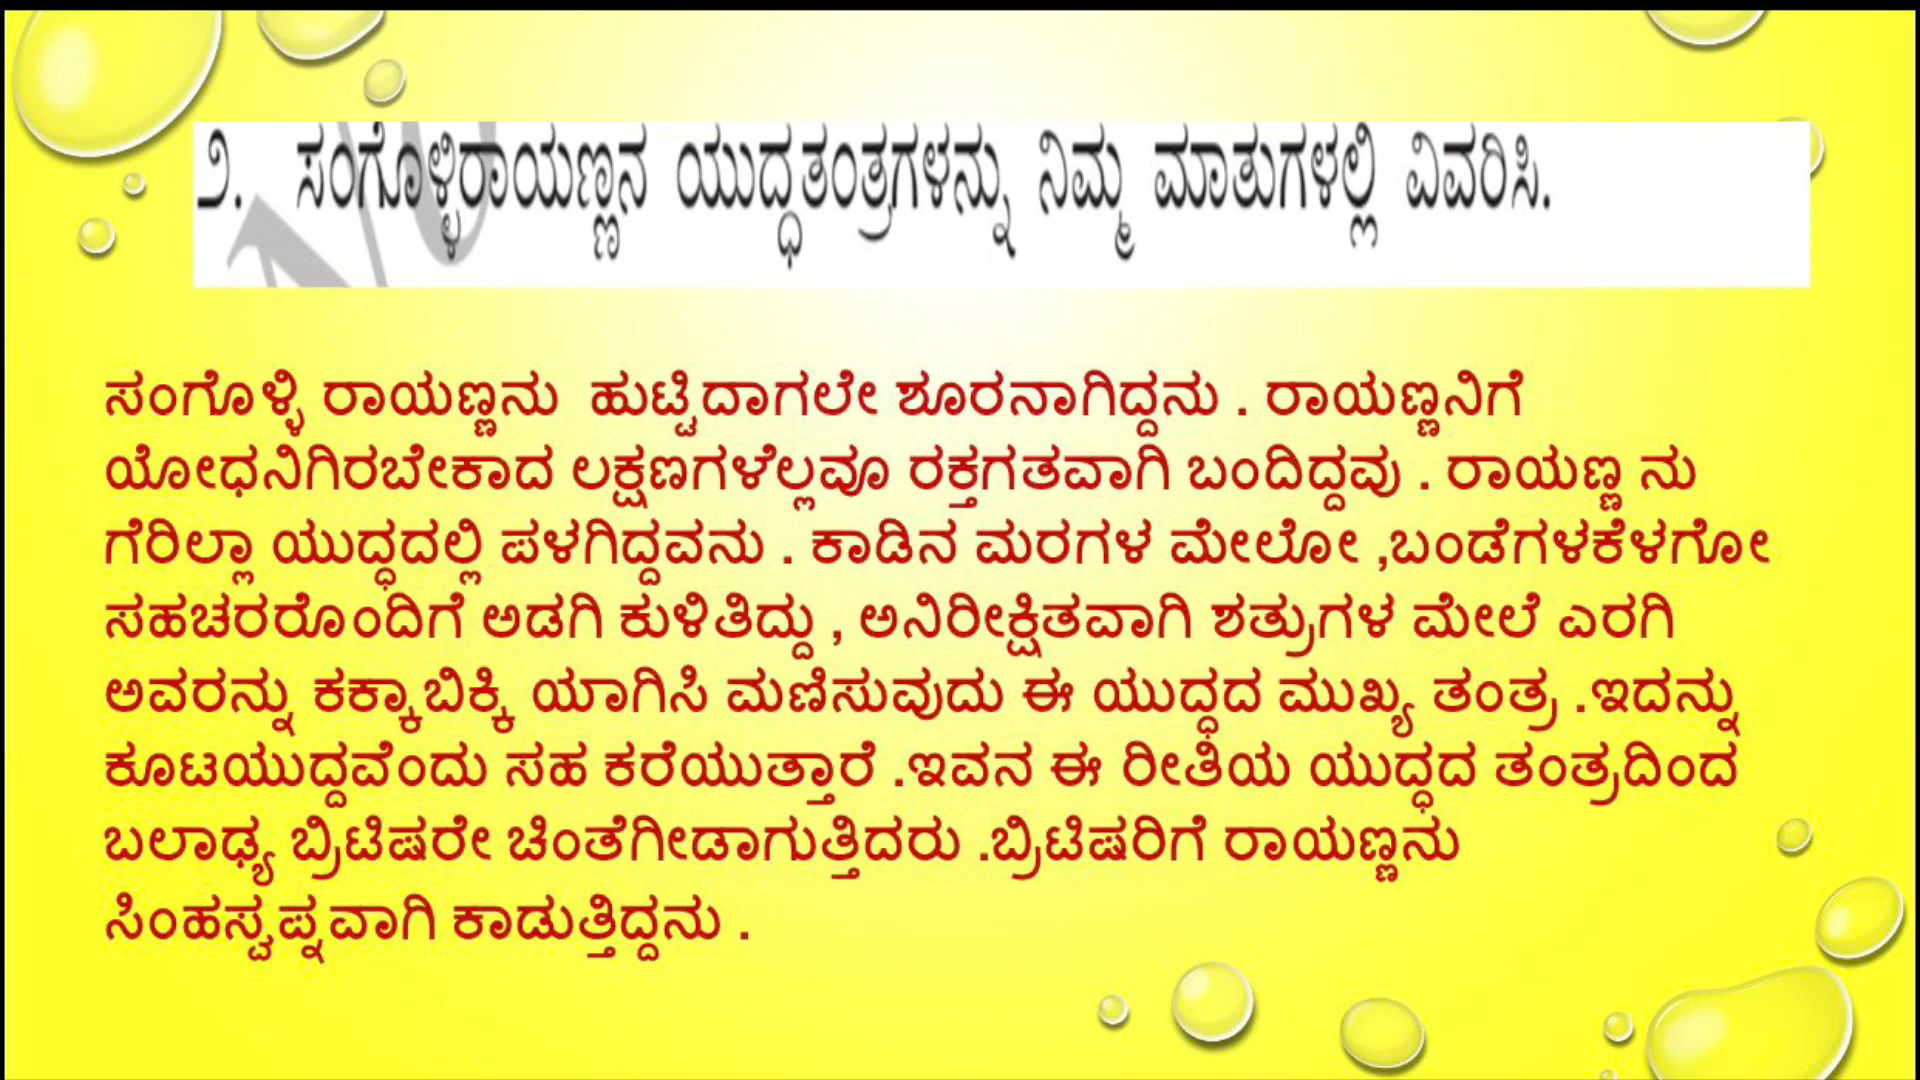 ೨. ಸಂಗೊಳ್ಳಿರಾಯಣ್ಣನ ಯುದ್ಧತಂತ್ರಗಳನ್ನು ನಿಮ್ಮ ಮಾತುಗಳಲ್ಲಿ ವಿವರಿಸಿ.
ಸಂಗೊಳ್ಳಿ ರಾಯಣ್ಣನು ಹುಟ್ಟಿದಾಗಲೇ ಶೂರನಾಗಿದ್ದನು . ರಾಯಣ್ಣನಿಗೆ
ಯೋಧನಿಗಿರಬೇಕಾದ ಲಕ್ಷಣಗಳೆಲ್ಲವೂ ರಕ್ತಗತವಾಗಿ ಬಂದಿದ್ದವು . ರಾಯಣ್ಣ ನು
ಗೆರಿಲ್ಲಾ ಯುದ್ಧದಲ್ಲಿ ಪಳಗಿದ್ದವನು . ಕಾಡಿನ ಮರಗಳ ಮೇಲೋ ,ಬಂಡೆಗಳಕೆಳಗೋ
ಸಹಚರರೊಂದಿಗೆ ಅಡಗಿ ಕುಳಿತಿದ್ದು , ಅನಿರೀಕ್ಷಿತವಾಗಿ ಶತ್ರುಗಳ ಮೇಲೆ ಎರಗಿ
ಅವರನ್ನು ಕಕ್ಕಾಬಿಕ್ಕಿ ಯಾಗಿಸಿ ಮಣಿಸುವುದು ಈ ಯುದ್ಧದ ಮುಖ್ಯ ತಂತ್ರ .ಇದನ್ನು
ಕೂಟಯುದ್ದವೆಂದು ಸಹ ಕರೆಯುತ್ತಾರೆ .ಇವನ ಈ ರೀತಿಯ ಯುದ್ಧದ ತಂತ್ರದಿಂದ
ಬಲಾಢ್ಯ ಬ್ರಿಟಿಷರೇ ಚಿಂತೆಗೀಡಾಗುತ್ತಿದರು .ಬ್ರಿಟಿಷರಿಗೆ ರಾಯಣ್ಣನು
ಸಿಂಹಸ್ವಪ್ನವಾಗಿ ಕಾಡುತ್ತಿದ್ದನು .